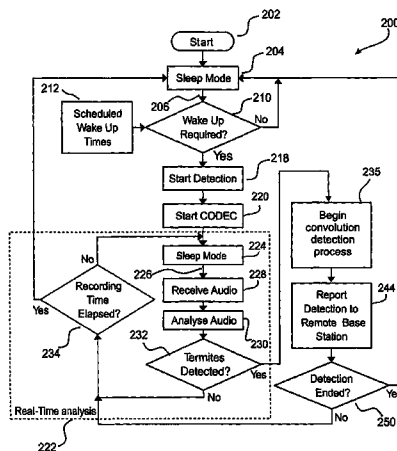 202
Start
200
204
Sleep Mode
212
206
210
Scheduled
Wake Up
Times
Wake Up
Required?
No
Yes
218
Start Detection
235
220
Start CODEC
Begin
convolution
detection
process
No
Sleep Mode
224
226
228
Receive Audio
Recording
Time
Elapsed?
Yes
244
Analyse Audio
230
Report Detection
to Remote Base
Station
234
232
Termites
Detected?
Yes
No
Detection
Ended?
Real-Time analysis
222
No
250